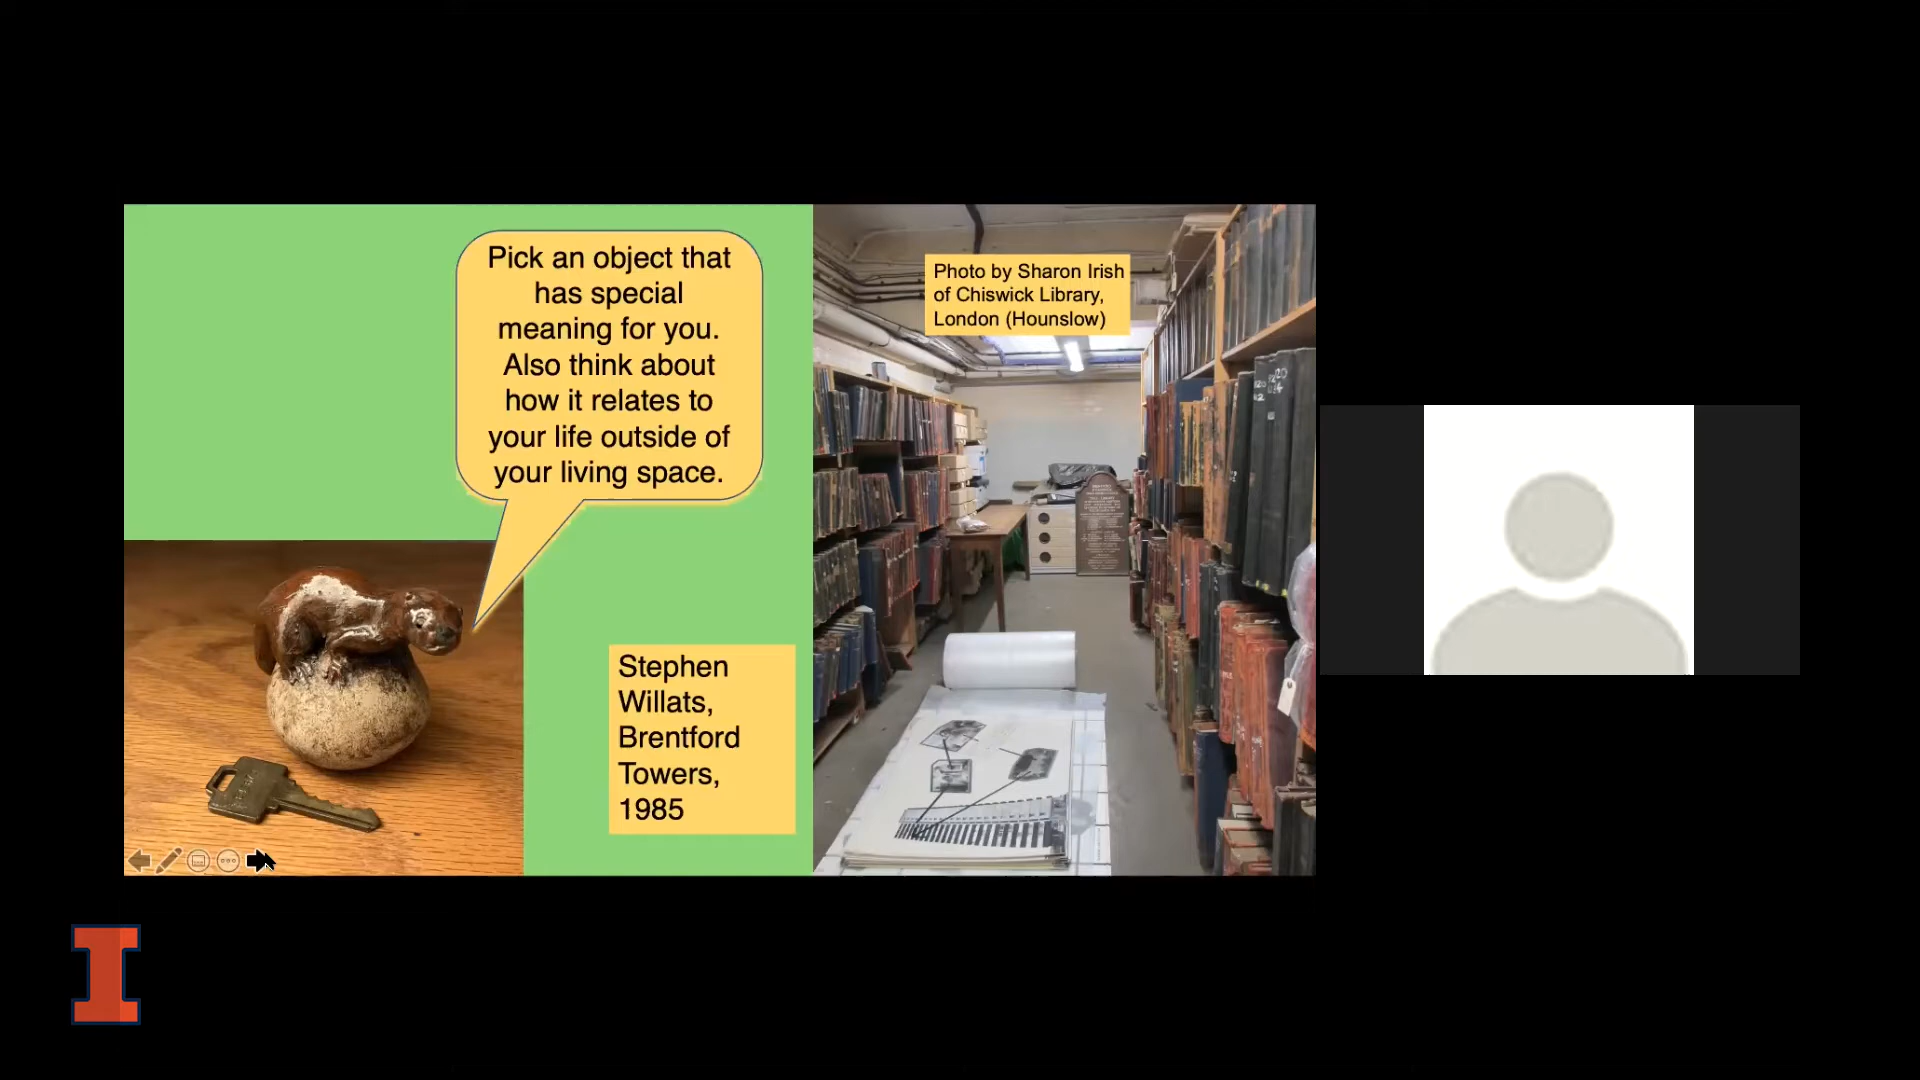 Pick an object that
has special
meaning for you.
Also think about
how it relates to
your life outside of
your living space.
Photo by Sharon Irish
of Chiswick Library,
London (Hounslow)
Stephen
Willats,
Brentford
Towers,
1985
I